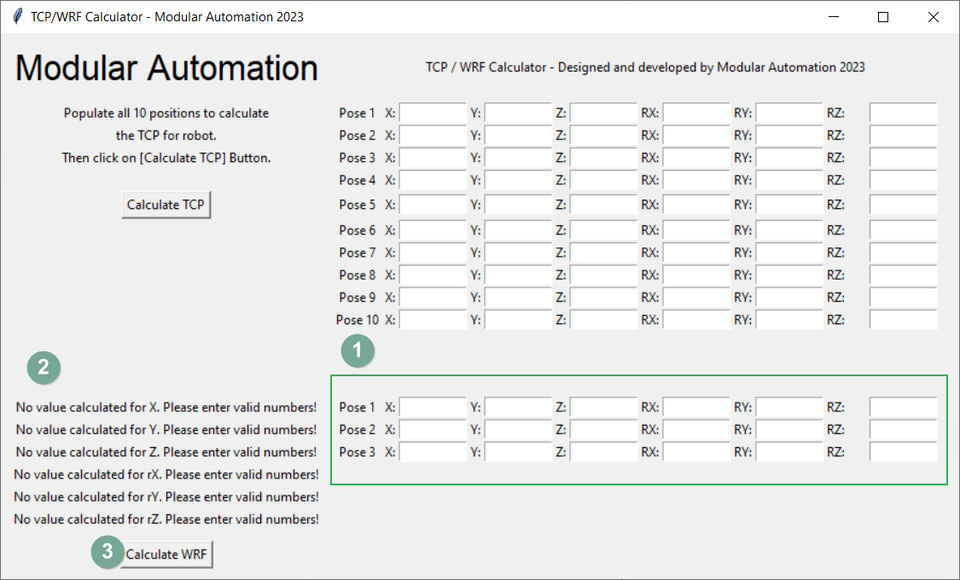 TCP/WRF Calculator - Modular Automation 2023
Modular Automation
TCP / WRF Calculator - Designed and developed by Modular Automation 2023
Populate all 10 positions to calculate
the TCP for robot.
Then click on [Calculate TCP] Button.
Calculate TCP
Pose 1 X: Y: Z: RX: RY: RZ:
Pose 2 X: Y: Z: RX: RY: RZ:
Pose 3 X: Y: Z: RX: RY: RZ:
Pose 4 X: Y: Z: RX: RY: RZ:
Pose 5 X: Y: Z: RX: RY: RZ:
Pose 6 X: Y: Z: RX: RY: RZ:
Pose 7 X: Y: Z: RX: RY: RZ:
Pose 8 X: Y: Z: RX: RY: RZ:
Pose 9 X: Y: Z: RX: RY: RZ:
Pose 10 X: Y: Z: RX: RY: RZ:
1
2
No value calculated for X. Please enter valid numbers!
No value calculated for Y. Please enter valid numbers!
No value calculated for Z. Please enter valid numbers!
No value calculated for rX. Please enter valid numbers!
No value calculated for rY. Please enter valid numbers!
No value calculated for rZ. Please enter valid numbers!
Pose 1 X: Y: Z: RX: RY: RZ:
Pose 2 X: Y: Z: RX: RY: RZ:
Pose 3 X: Y: Z: RX: RY: RZ:
3 Calculate WRF